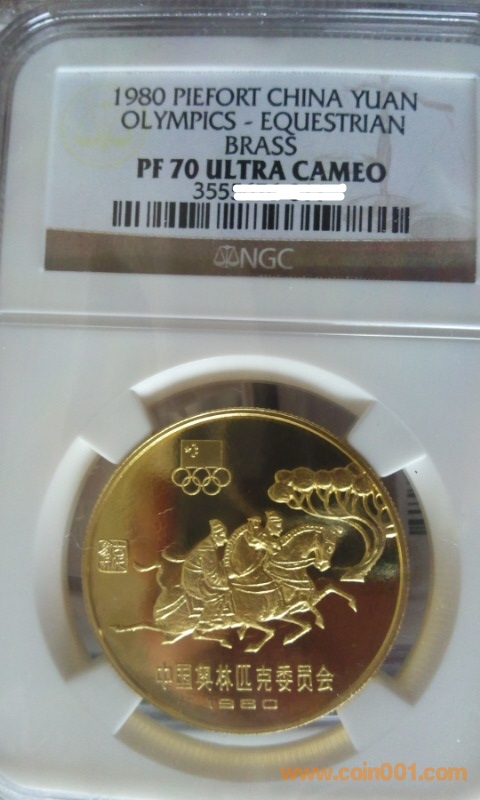 1980 PIEFORT CHINA YUAN
OLYMPICS - EQUESTRIAN
BRASS
PF 70 ULTRA CAMEO
355
NGC
中国奥林匹克委员会
1980
www.coin001.com